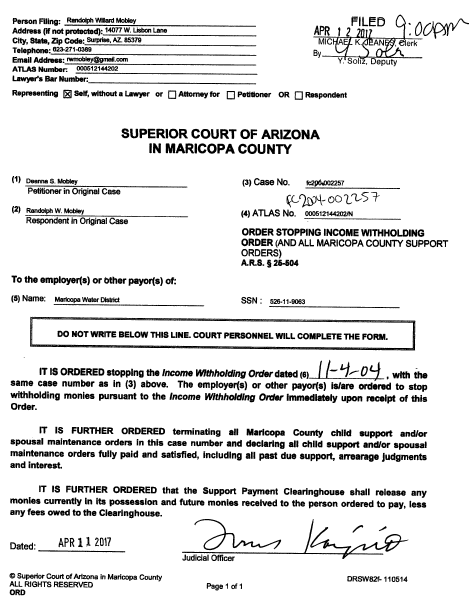 Person Filing: Randolph Willard Mobley
Address (if not protected): 14077 W. Lisbon Lane
City, State, Zip Code: Surprise, AZ. 85379
Telephone: 623-271-0389
Email Address: rwmobley@gmail.com
ATLAS Number: 000512144202
Lawyer's Bar Number:
Representing ☒ Self, without a Lawyer or ☐ Attorney for ☐ Petitioner OR ☐ Respondent
FILED 9:00am
APR 12 2017
MICHAEL K. JEANES, Clerk
By Y. Soliz
Y. Soliz, Deputy
SUPERIOR COURT OF ARIZONA
IN MARICOPA COUNTY
(1) Deanna S. Mobley
Petitioner in Original Case
(2) Randolph W. Mobley
Respondent in Original Case
(3) Case No. fc2004002257
FC2004-002257
(4) ATLAS No. 000512144202/N
ORDER STOPPING INCOME WITHHOLDING
ORDER (AND ALL MARICOPA COUNTY SUPPORT
ORDERS)
A.R.S. § 25-504
To the employer(s) or other payor(s) of:
(5) Name: Maricopa Water District
SSN : 526-11-9063
DO NOT WRITE BELOW THIS LINE. COURT PERSONNEL WILL COMPLETE THE FORM.
IT IS ORDERED stopping the Income Withholding Order dated (6) 11-4-04, with the
same case number as in (3) above. The employer(s) or other payor(s) is/are ordered to stop
withholding monies pursuant to the Income Withholding Order immediately upon receipt of this
Order.
IT IS FURTHER ORDERED terminating all Maricopa County child support and/or
spousal maintenance orders in this case number and declaring all child support and/or spousal
maintenance orders fully paid and satisfied, including all past due support, arrearage judgments
and interest.
IT IS FURTHER ORDERED that the Support Payment Clearinghouse shall release any
monies currently in its possession and future monies received to the person ordered to pay, less
any fees owed to the Clearinghouse.
Dated: APR 11 2017
Judicial Officer
© Superior Court of Arizona in Maricopa County
ALL RIGHTS RESERVED
ORD
Page 1 of 1
DRSW82f- 110514